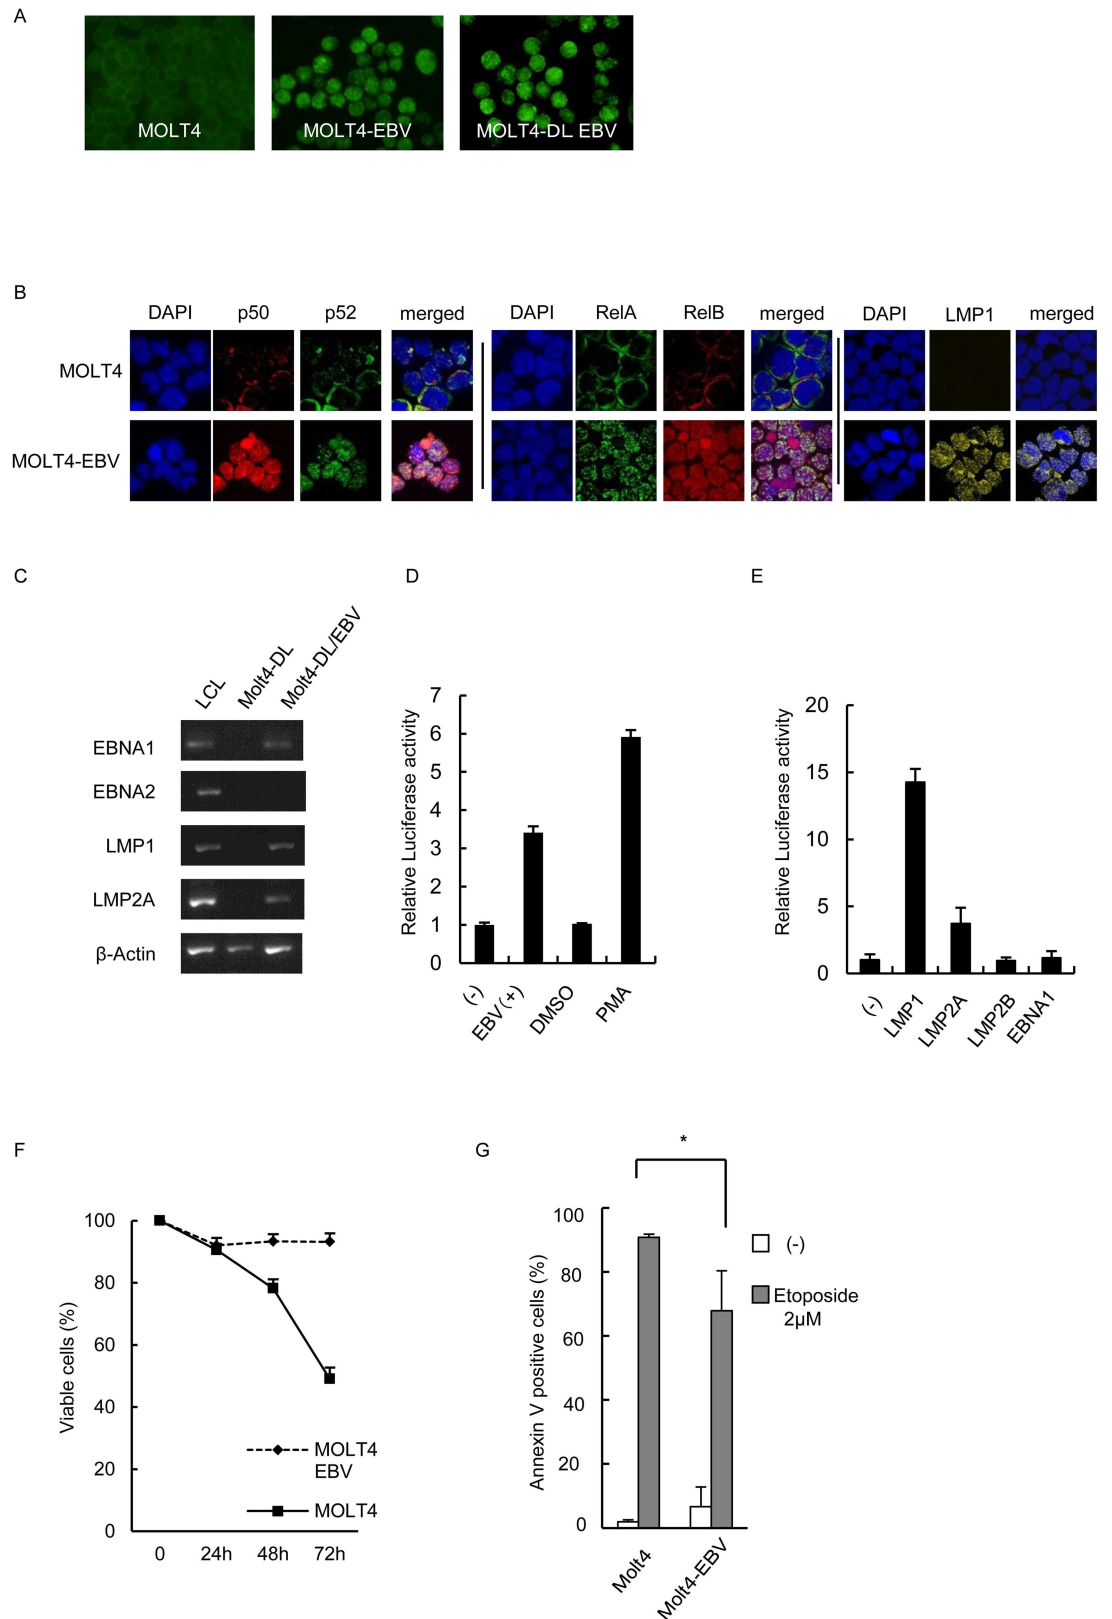 A
MOLT4
MOLT4-EBV
MOLT4-DL EBV
B
DAPI p50 p52 merged DAPI RelA RelB merged DAPI LMP1 merged
MOLT4
MOLT4-EBV
C
LCL
Molt4-DL
Molt4-DL/EBV
EBNA1
EBNA2
LMP1
LMP2A
β-Actin
D
Relative Luciferase activity
7
6
5
4
3
2
1
0
(-)
EBV(+)
DMSO
PMA
E
Relative Luciferase activity
20
15
10
5
0
(-)
LMP1
LMP2A
LMP2B
EBNA1
F
Viable cells (%)
100
80
60
40
20
0
0 24h 48h 72h
MOLT4
EBV
MOLT4
G
*
Annexin V positive cells (%)
100
80
60
40
20
0
Molt4
Molt4-EBV
(-)
Etoposide
2μM